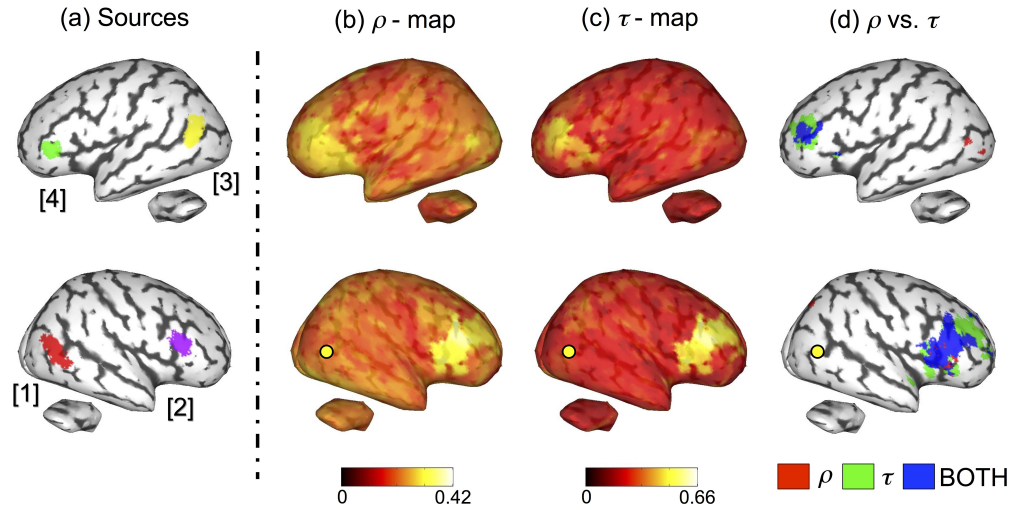 (a) Sources
(b) ρ - map
(c) τ - map
(d) ρ vs. τ
[4]
[3]
[1]
[2]
0 0.42
0 0.66
ρ τ BOTH